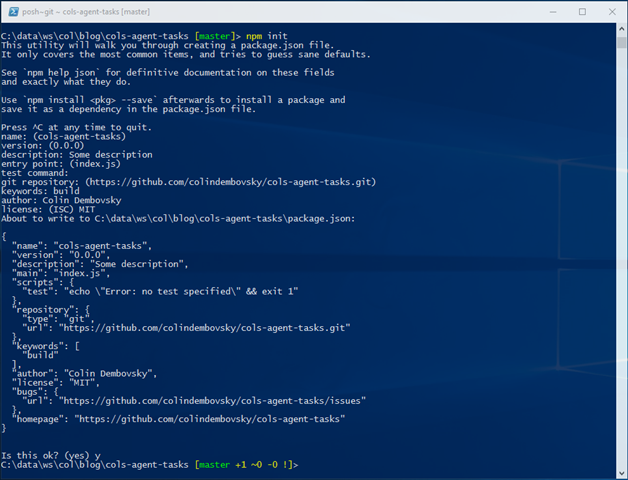 posh~git ~ cols-agent-tasks [master]
C:\data\ws\col\blog\cols-agent-tasks [master]> npm init
This utility will walk you through creating a package.json file.
It only covers the most common items, and tries to guess sane defaults.
See `npm help json` for definitive documentation on these fields
and exactly what they do.
Use `npm install <pkg> --save` afterwards to install a package and
save it as a dependency in the package.json file.
Press ^C at any time to quit.
name: (cols-agent-tasks)
version: (0.0.0)
description: Some description
entry point: (index.js)
test command:
git repository: (https://github.com/colindembovsky/cols-agent-tasks.git)
keywords: build
author: Colin Dembovsky
license: (ISC) MIT
About to write to C:\data\ws\col\blog\cols-agent-tasks\package.json:
{
  "name": "cols-agent-tasks",
  "version": "0.0.0",
  "description": "Some description",
  "main": "index.js",
  "scripts": {
    "test": "echo \"Error: no test specified\" && exit 1"
  },
  "repository": {
    "type": "git",
    "url": "https://github.com/colindembovsky/cols-agent-tasks.git"
  },
  "keywords": [
    "build"
  ],
  "author": "Colin Dembovsky",
  "license": "MIT",
  "bugs": {
    "url": "https://github.com/colindembovsky/cols-agent-tasks/issues"
  },
  "homepage": "https://github.com/colindembovsky/cols-agent-tasks"
}
Is this ok? (yes) y
C:\data\ws\col\blog\cols-agent-tasks [master +1 ~0 -0 !]>